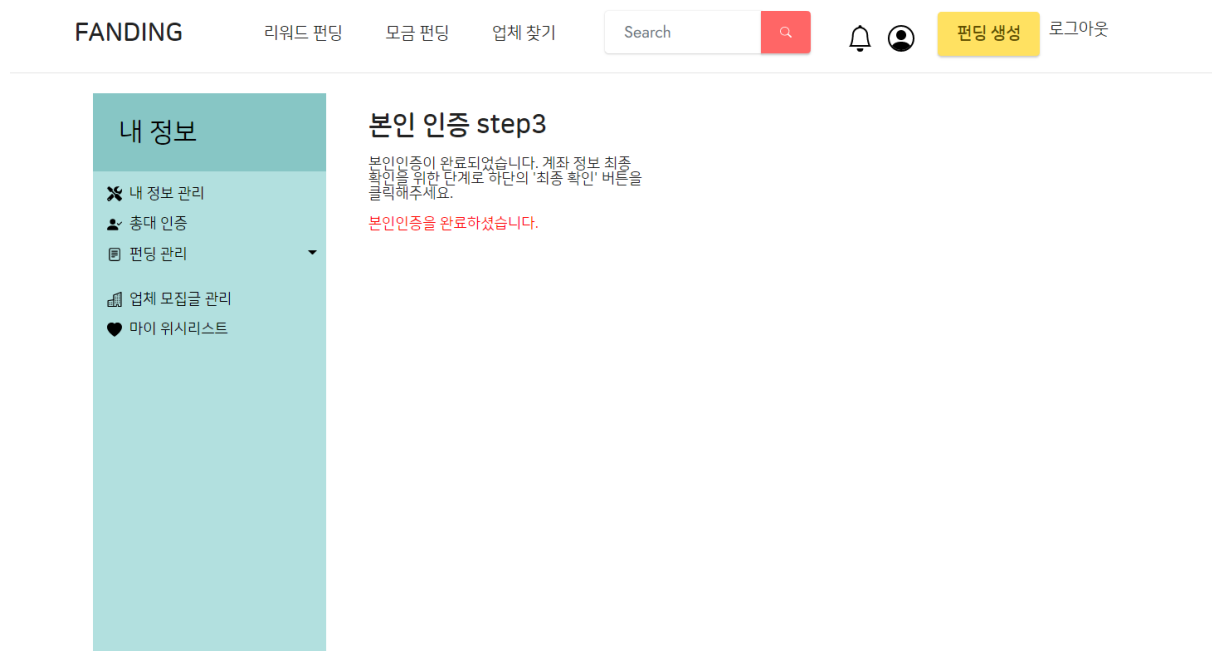 FANDING
리워드 펀딩
모금 펀딩
업체 찾기
Search
펀딩 생성
로그아웃
내 정보
내 정보 관리
총대 인증
펀딩 관리
업체 모집글 관리
마이 위시리스트
본인 인증 step3
본인인증이 완료되었습니다. 계좌 정보 최종
확인을 위한 단계로 하단의 '최종 확인' 버튼을
클릭해주세요.
본인인증을 완료하셨습니다.